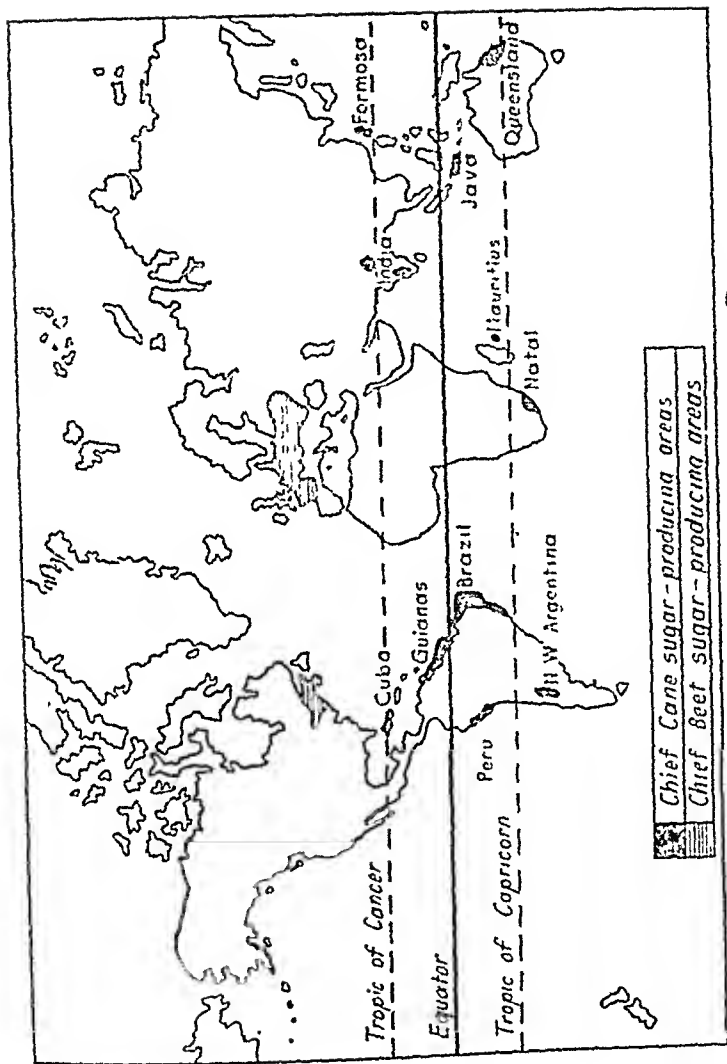 Formosa
India
Cuba
Guianas
Java
Queensland
Mauritius
Natal
Brazil
Peru
N W Argentina
Tropic of Cancer
Equator
Tropic of Capricorn
Chief Cane sugar-producing areas
Chief Beet sugar-producing areas